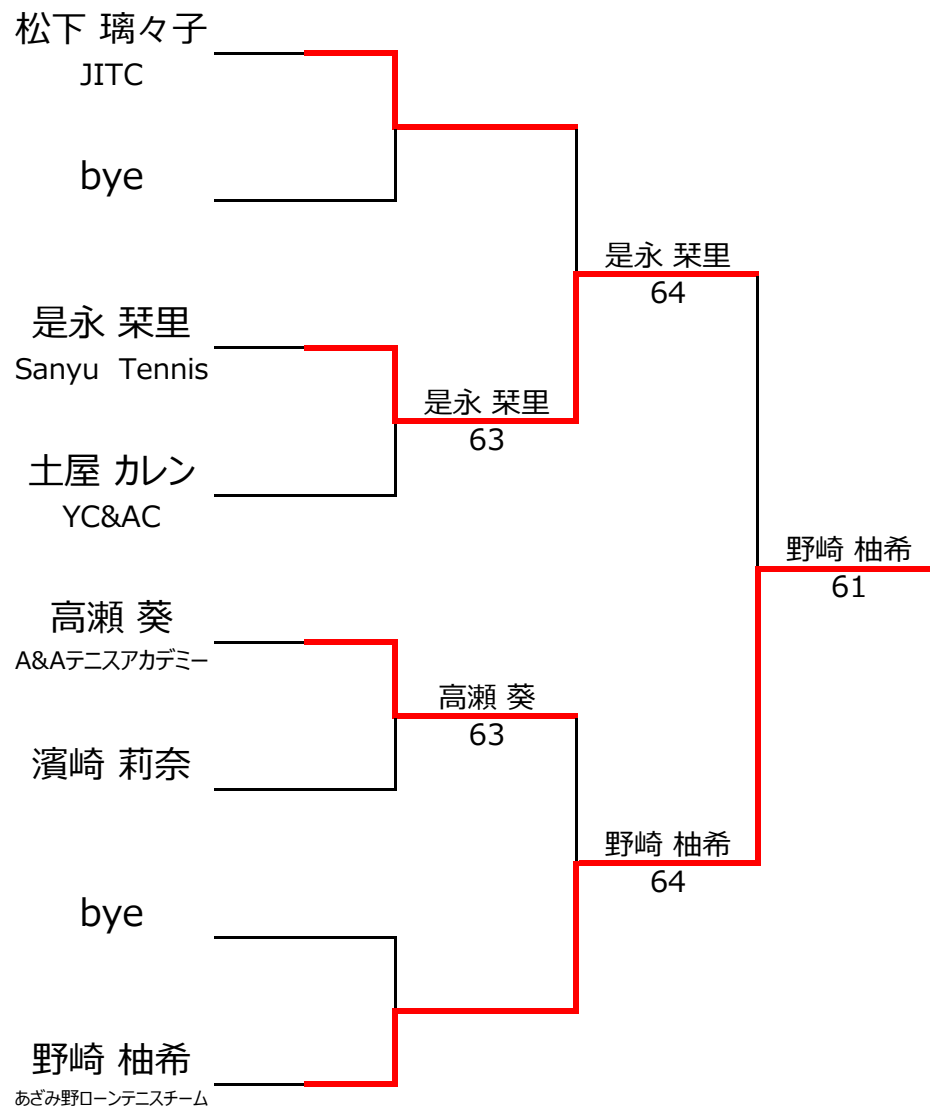 松下 璃々子
JITC
bye
是永 栞里
64
是永 栞里
Sanyu Tennis
是永 栞里
63
土屋 カレン
YC&AC
野崎 柚希
61
高瀬 葵
A&Aテニスアカデミー
高瀬 葵
63
濱崎 莉奈
野崎 柚希
64
bye
野崎 柚希
あざみ野ローンテニスチーム